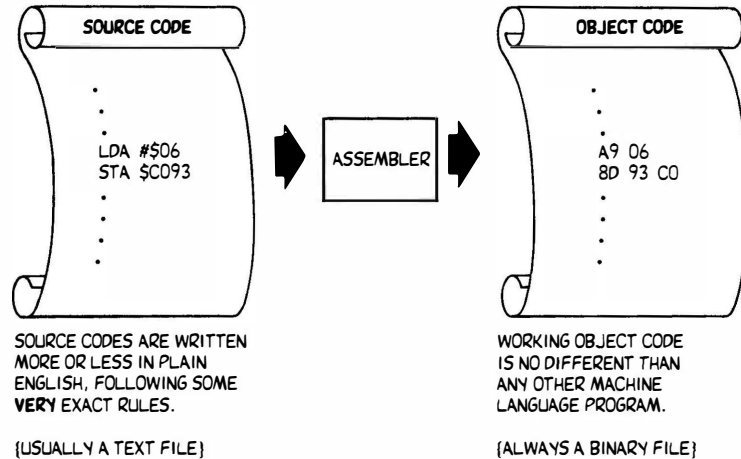 SOURCE CODE
LDA #$06
STA $C093
SOURCE CODES ARE WRITTEN
MORE OR LESS IN PLAIN
ENGLISH, FOLLOWING SOME
VERY EXACT RULES.
{USUALLY A TEXT FILE}
ASSEMBLER
OBJECT CODE
A9 06
8D 93 C0
WORKING OBJECT CODE
IS NO DIFFERENT THAN
ANY OTHER MACHINE
LANGUAGE PROGRAM.
{ALWAYS A BINARY FILE}